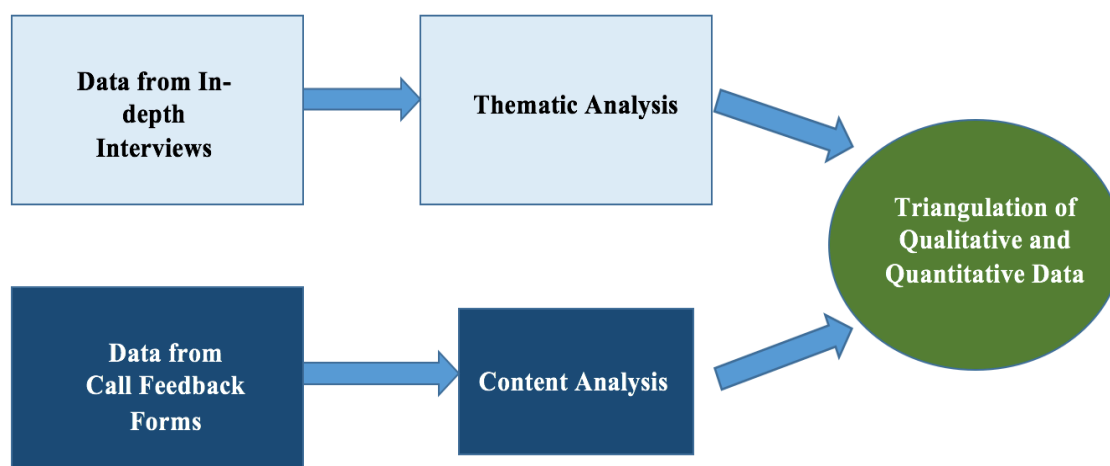 Data from In-
depth
Interviews
Thematic Analysis
Triangulation of
Qualitative and
Quantitative Data
Data from
Call Feedback
Forms
Content Analysis